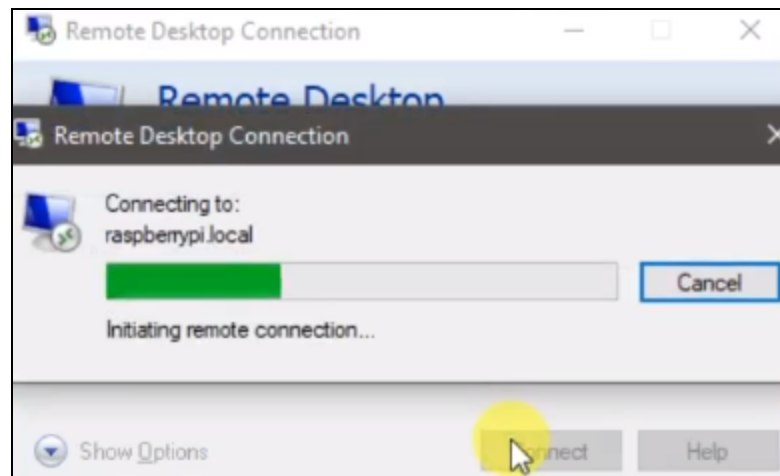 Remote Desktop Connection
Remote Desktop
Remote Desktop Connection
Connecting to:
raspberrypi.local
Cancel
Initiating remote connection...
Show Options
Connect
Help